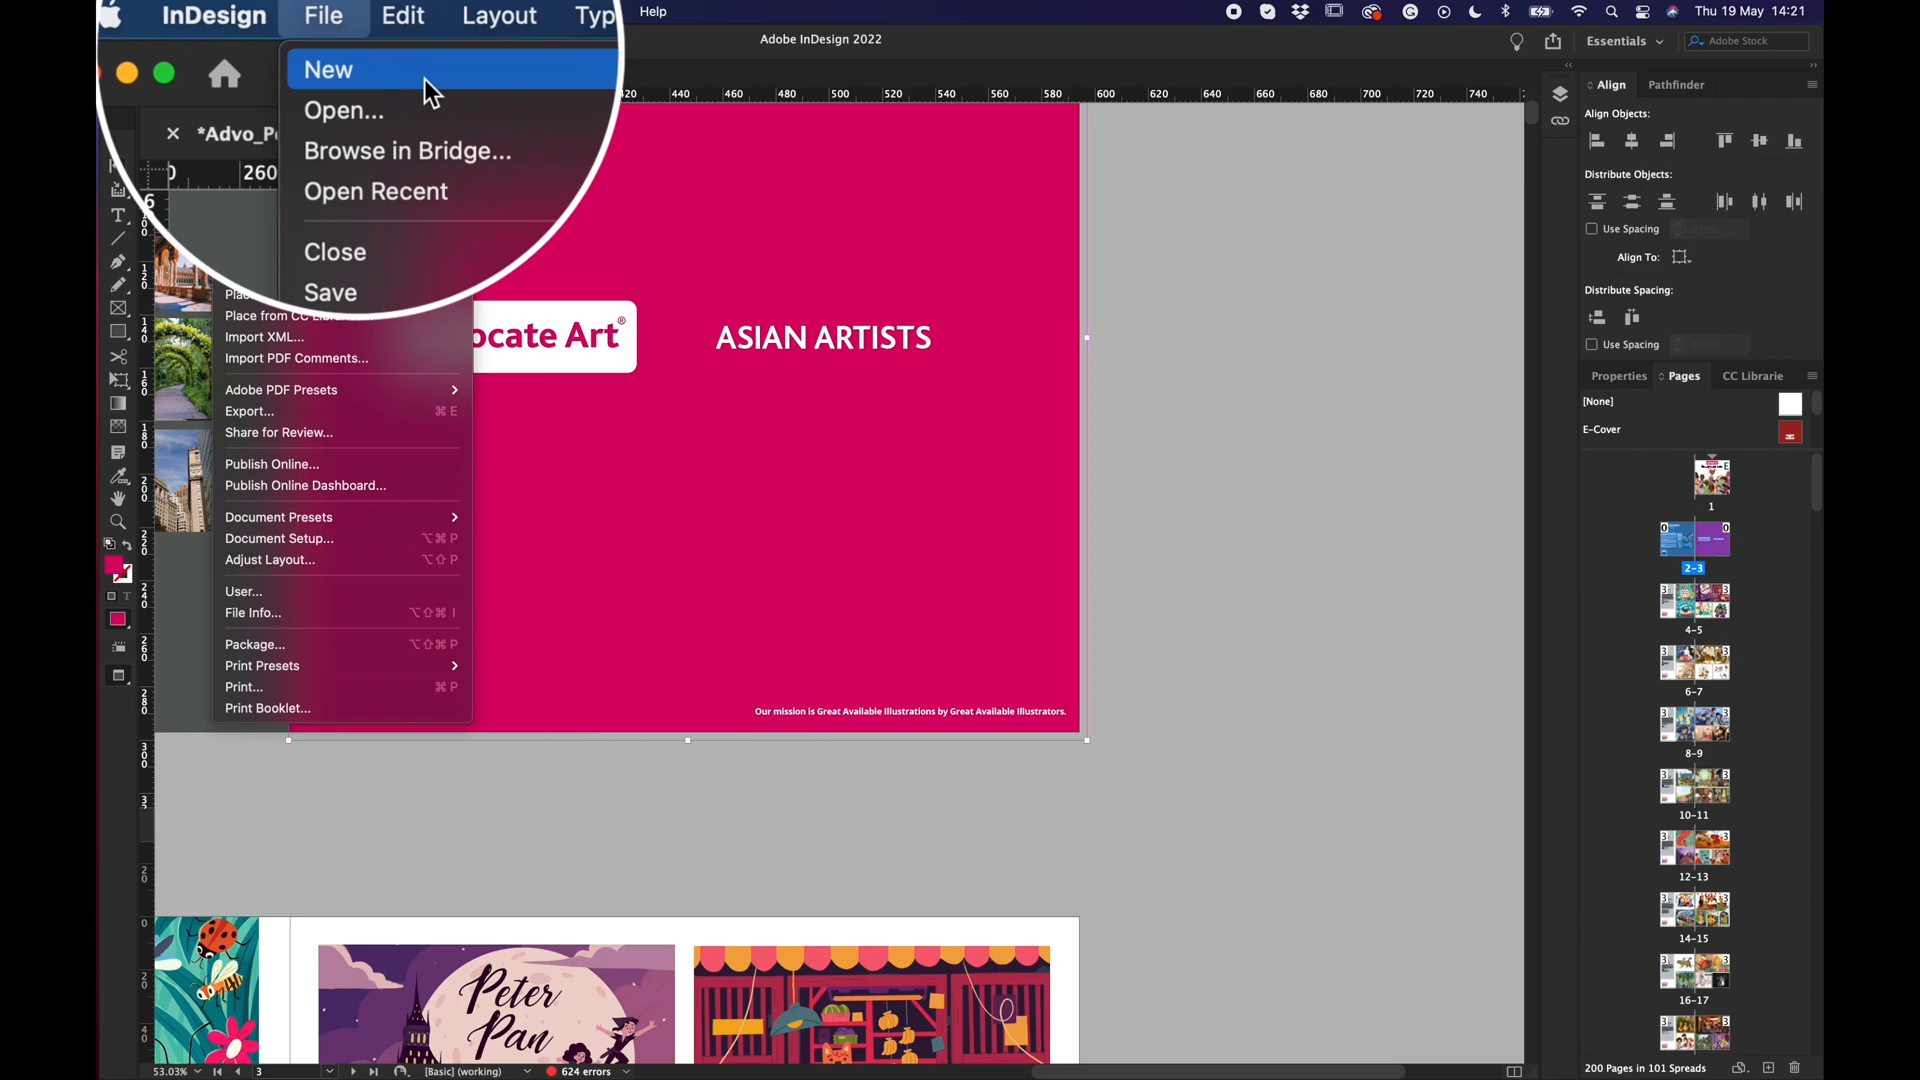 InDesign File Edit Layout Help
Thu 19 May 14:21
Adobe InDesign 2022
Essentials
Adobe Stock
New
Open...
Browse in Bridge...
Open Recent
Close
Save
Place from CC
Import XML...
Import PDF Comments...
Adobe PDF Presets
Export... ⌘ E
Share for Review...
Publish Online...
Publish Online Dashboard...
Document Presets
Document Setup... ⌥⌘ P
Adjust Layout... ⌥⇧ P
User...
File Info... ⌥⇧⌘ I
Package... ⌥⇧⌘ P
Print Presets
Print... ⌘ P
Print Booklet...
260
420 440 460 480 500 520 540 560 580 600 620 640 660 680 700 720 740
ocate Art®
ASIAN ARTISTS
Our mission is Great Available Illustrations by Great Available Illustrators.
Peter
Pan
Align Pathfinder
Align Objects:
Distribute Objects:
Use Spacing
Align To:
Distribute Spacing:
Use Spacing
Properties Pages CC Librarie
[None]
E-Cover
1
2-3
4-5
6-7
8-9
10-11
12-13
14-15
16-17
200 Pages in 101 Spreads
53.03% 3 [Basic] (working) 624 errors